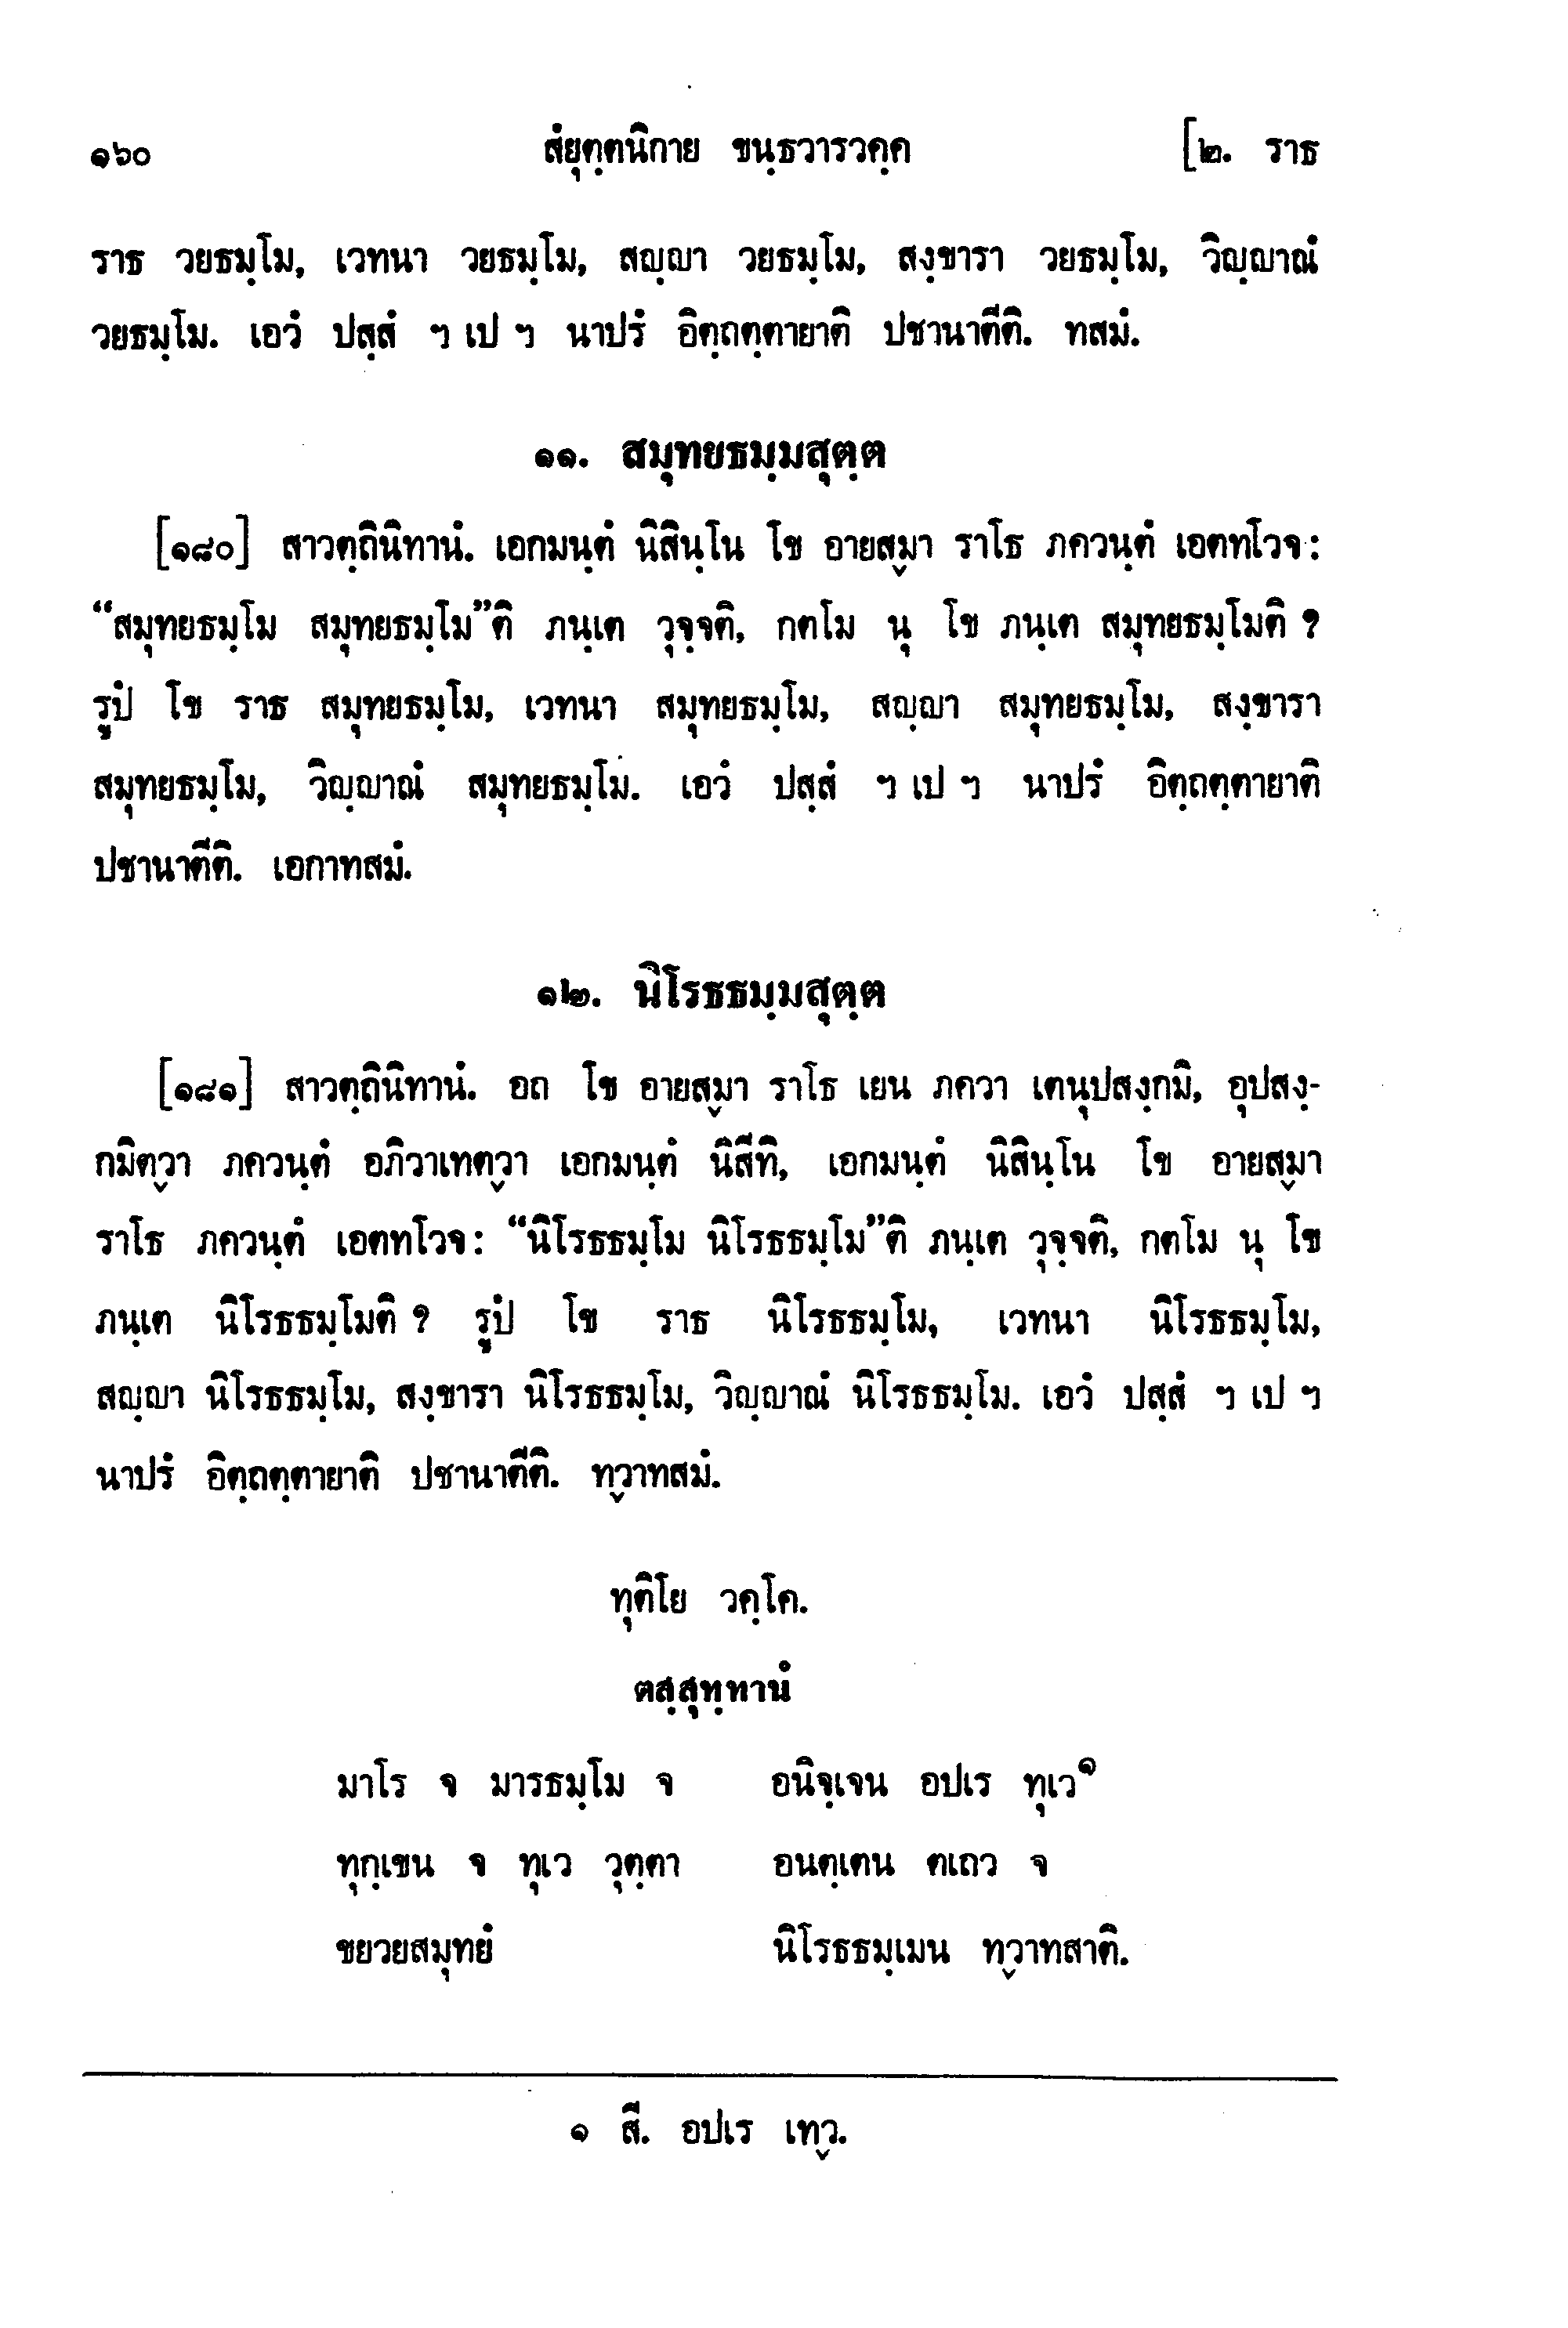 ๑๖๐ สํยุตฺตนิกาย ขนฺธวารวคฺค [๒. ราธ
ราธ วยธมฺโม, เวทนา วยธมฺโม, สญฺญา วยธมฺโม, สงฺขารา วยธมฺโม, วิญฺญาณํ
วยธมฺโม. เอวํ ปสฺสํ ฯ เป ฯ นาปรํ อิตฺถตฺตายาติ ปชานาตีติ. ทสมํ.
๑๑. สมุทยธมฺมสุตฺต
[๑๘๐] สาวตฺถินิทานํ. เอกมนฺตํ นิสินฺโน โข อายสฺมา ราโธ ภควนฺตํ เอตทโวจ:
“สมุทยธมฺโม สมุทยธมฺโม”ติ ภนฺเต วุจฺจติ, กตโม นุ โข ภนฺเต สมุทยธมฺโมติ ?
รูปํ โข ราธ สมุทยธมฺโม, เวทนา สมุทยธมฺโม, สญฺญา สมุทยธมฺโม, สงฺขารา
สมุทยธมฺโม, วิญฺญาณํ สมุทยธมฺโม. เอวํ ปสฺสํ ฯ เป ฯ นาปรํ อิตฺถตฺตายาติ
ปชานาตีติ. เอกาทสมํ.
๑๒. นิโรธธมฺมสุตฺต
[๑๘๑] สาวตฺถินิทานํ. อถ โข อายสฺมา ราโธ เยน ภควา เตนุปสงฺกมิ, อุปสงฺ-
กมิตฺวา ภควนฺตํ อภิวาเทตฺวา เอกมนฺตํ นิสีทิ, เอกมนฺตํ นิสินฺโน โข อายสฺมา
ราโธ ภควนฺตํ เอตทโวจ: “นิโรธธมฺโม นิโรธธมฺโม”ติ ภนฺเต วุจฺจติ, กตโม นุ โข
ภนฺเต นิโรธธมฺโมติ ? รูปํ โข ราธ นิโรธธมฺโม, เวทนา นิโรธธมฺโม,
สญฺญา นิโรธธมฺโม, สงฺขารา นิโรธธมฺโม, วิญฺญาณํ นิโรธธมฺโม. เอวํ ปสฺสํ ฯ เป ฯ
นาปรํ อิตฺถตฺตายาติ ปชานาตีติ. ทฺวาทสมํ.
ทุติโย วคฺโค.
ตสฺสุทฺทานํ
มาโร จ มารธมฺโม จ อนิจฺเจน อปเร ทุเว๑
ทุกฺเขน จ ทุเว วุตฺตา อนตฺเตน ตเถว จ
ขยวยสมุทยํ นิโรธธมฺเมน ทฺวาทสาติ.
๑ สี. อปเร เทฺว.